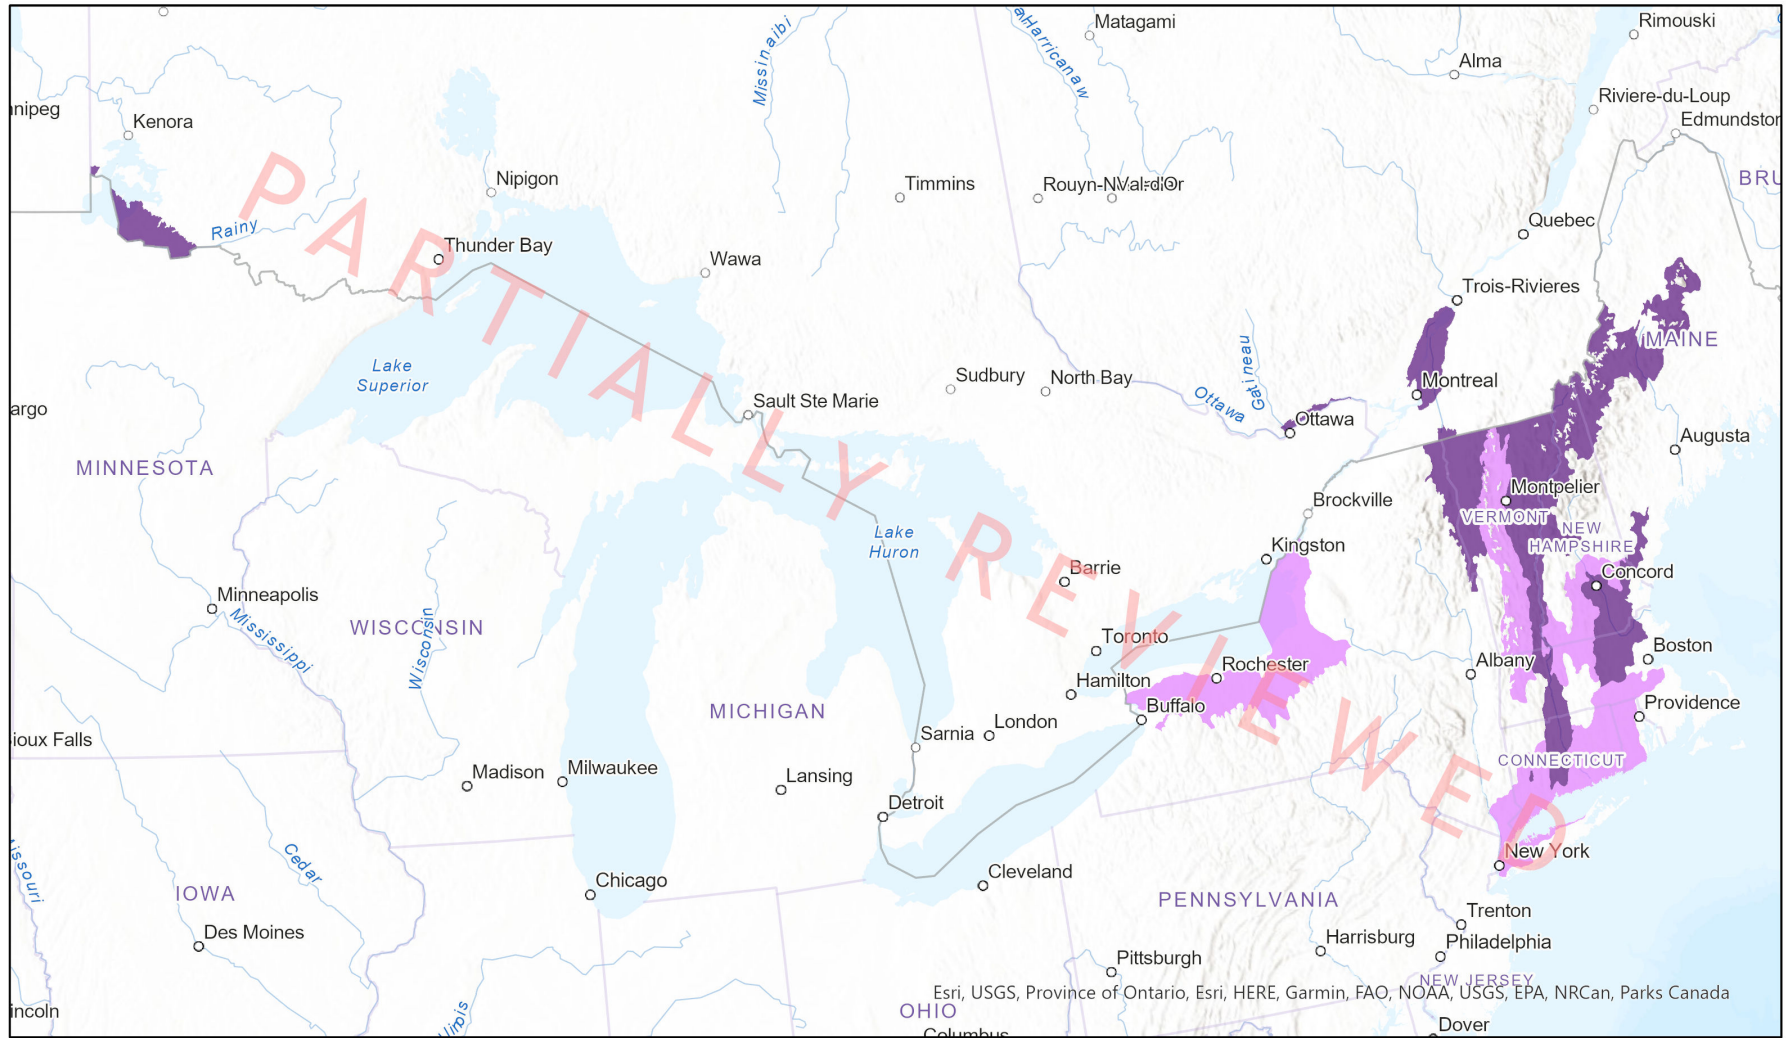 Matagami
Rimouski
Missinaibi
Harricanaw
Alma
Riviere-du-Loup
nnipeg
Kenora
Edmundston
BRU
Nipigon
Timmins
Rouyn-N
Val-d'Or
Rainy
Quebec
Thunder Bay
Wawa
Trois-Rivieres
MAINE
Lake
Superior
Gatineau
Sudbury
North Bay
Montreal
Ottawa
Sault Ste Marie
argo
Ottawa
MINNESOTA
Augusta
Montpelier
Brockville
VERMONT
NEW
HAMPSHIRE
Lake
Huron
Kingston
Barrie
Concord
Minneapolis
Mississippi
WISCONSIN
Wisconsin
Toronto
Boston
Rochester
Albany
Hamilton
MICHIGAN
Buffalo
Providence
London
Sarnia
ioux Falls
CONNECTICUT
Madison
Milwaukee
Lansing
Detroit
PARTIALLY REVIEWED
New York
Cedar
issouri
Cleveland
Chicago
IOWA
PENNSYLVANIA
Trenton
Des Moines
Harrisburg
Philadelphia
Pittsburgh
NEW JERSEY
Esri, USGS, Province of Ontario, Esri, HERE, Garmin, FAO, NOAA, USGS, EPA, NRCan, Parks Canada
incoln
OHIO
Illinois
Columbus
Dover